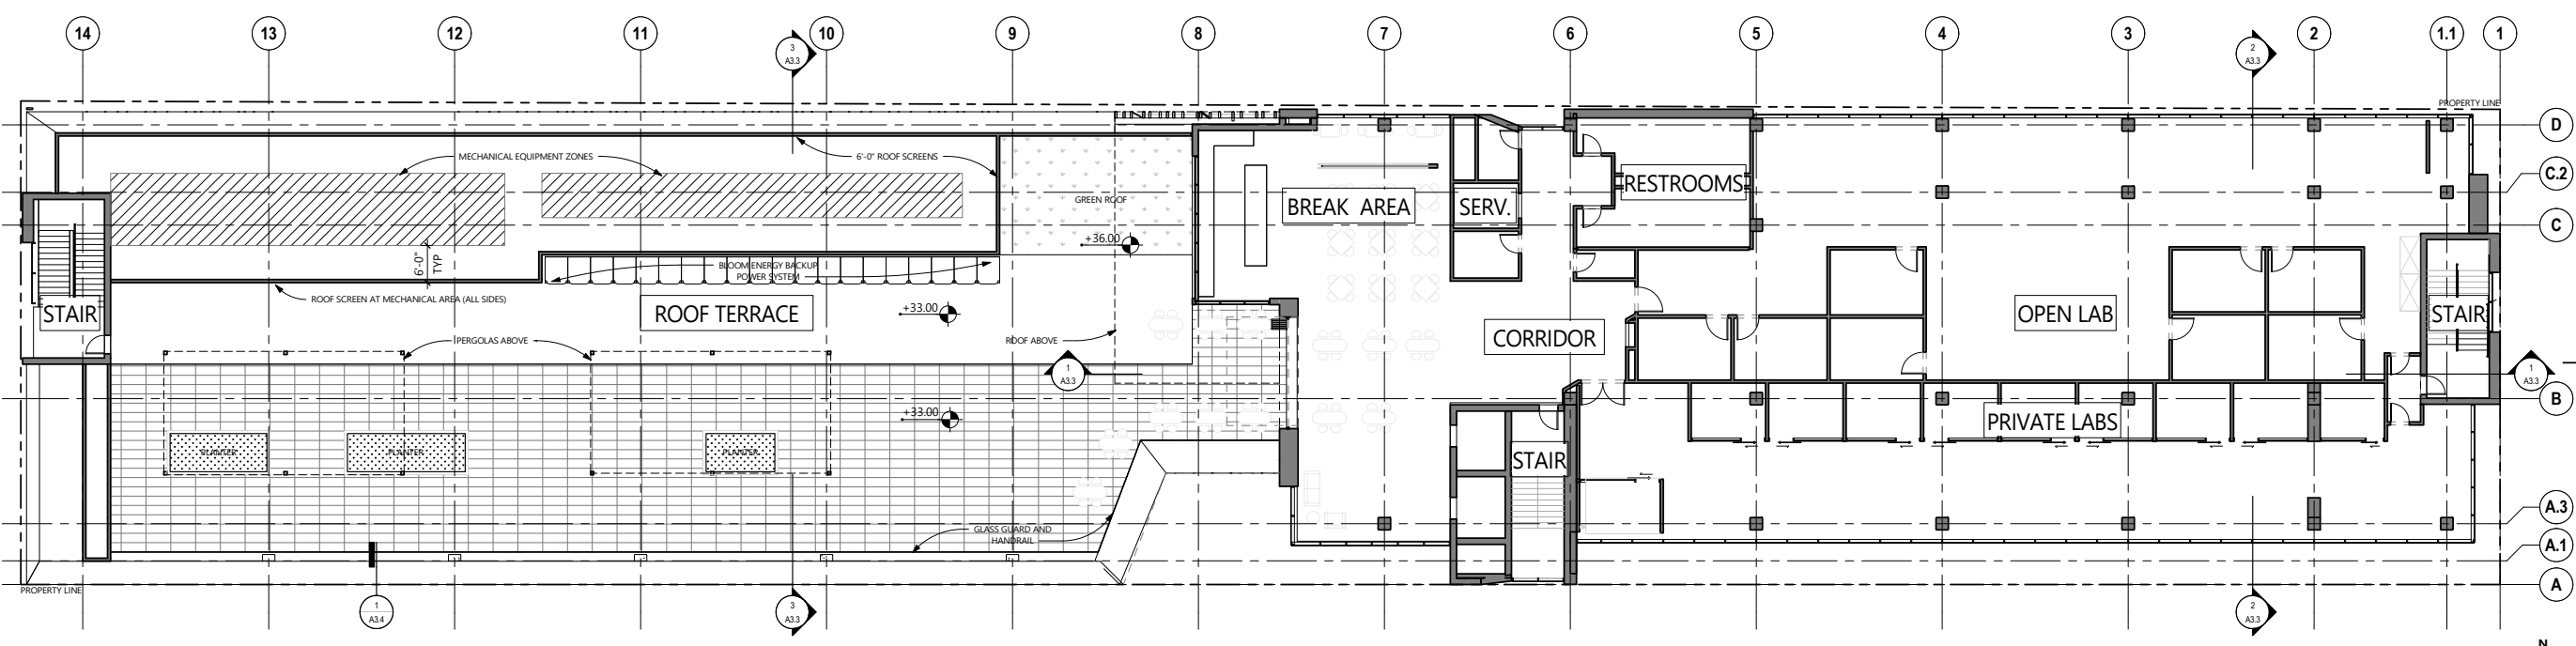 14 13 12 11 10 9 8 7 6 5 4 3 2 1.1 1
3
A3.3
2
A3.3
PROPERTY LINE
D
C.2
C
B
A.3
A.1
A
MECHANICAL EQUIPMENT ZONES
6'-0" ROOF SCREENS
GREEN ROOF
+36.00
BREAK AREA
SERV.
RESTROOMS
6'-0"
TYP
BLOOM ENERGY BACKUP
POWER SYSTEM
ROOF SCREEN AT MECHANICAL AREA (ALL SIDES)
STAIR
ROOF TERRACE
+33.00
OPEN LAB
STAIR
PERGOLAS ABOVE
ROOF ABOVE
CORRIDOR
1
A3.3
1
A3.3
+33.00
PRIVATE LABS
PLANTER
PLANTER
PLANTER
STAIR
GLASS GUARD AND
HANDRAIL
PROPERTY LINE
1
A3.4
3
A3.3
2
A3.3
N